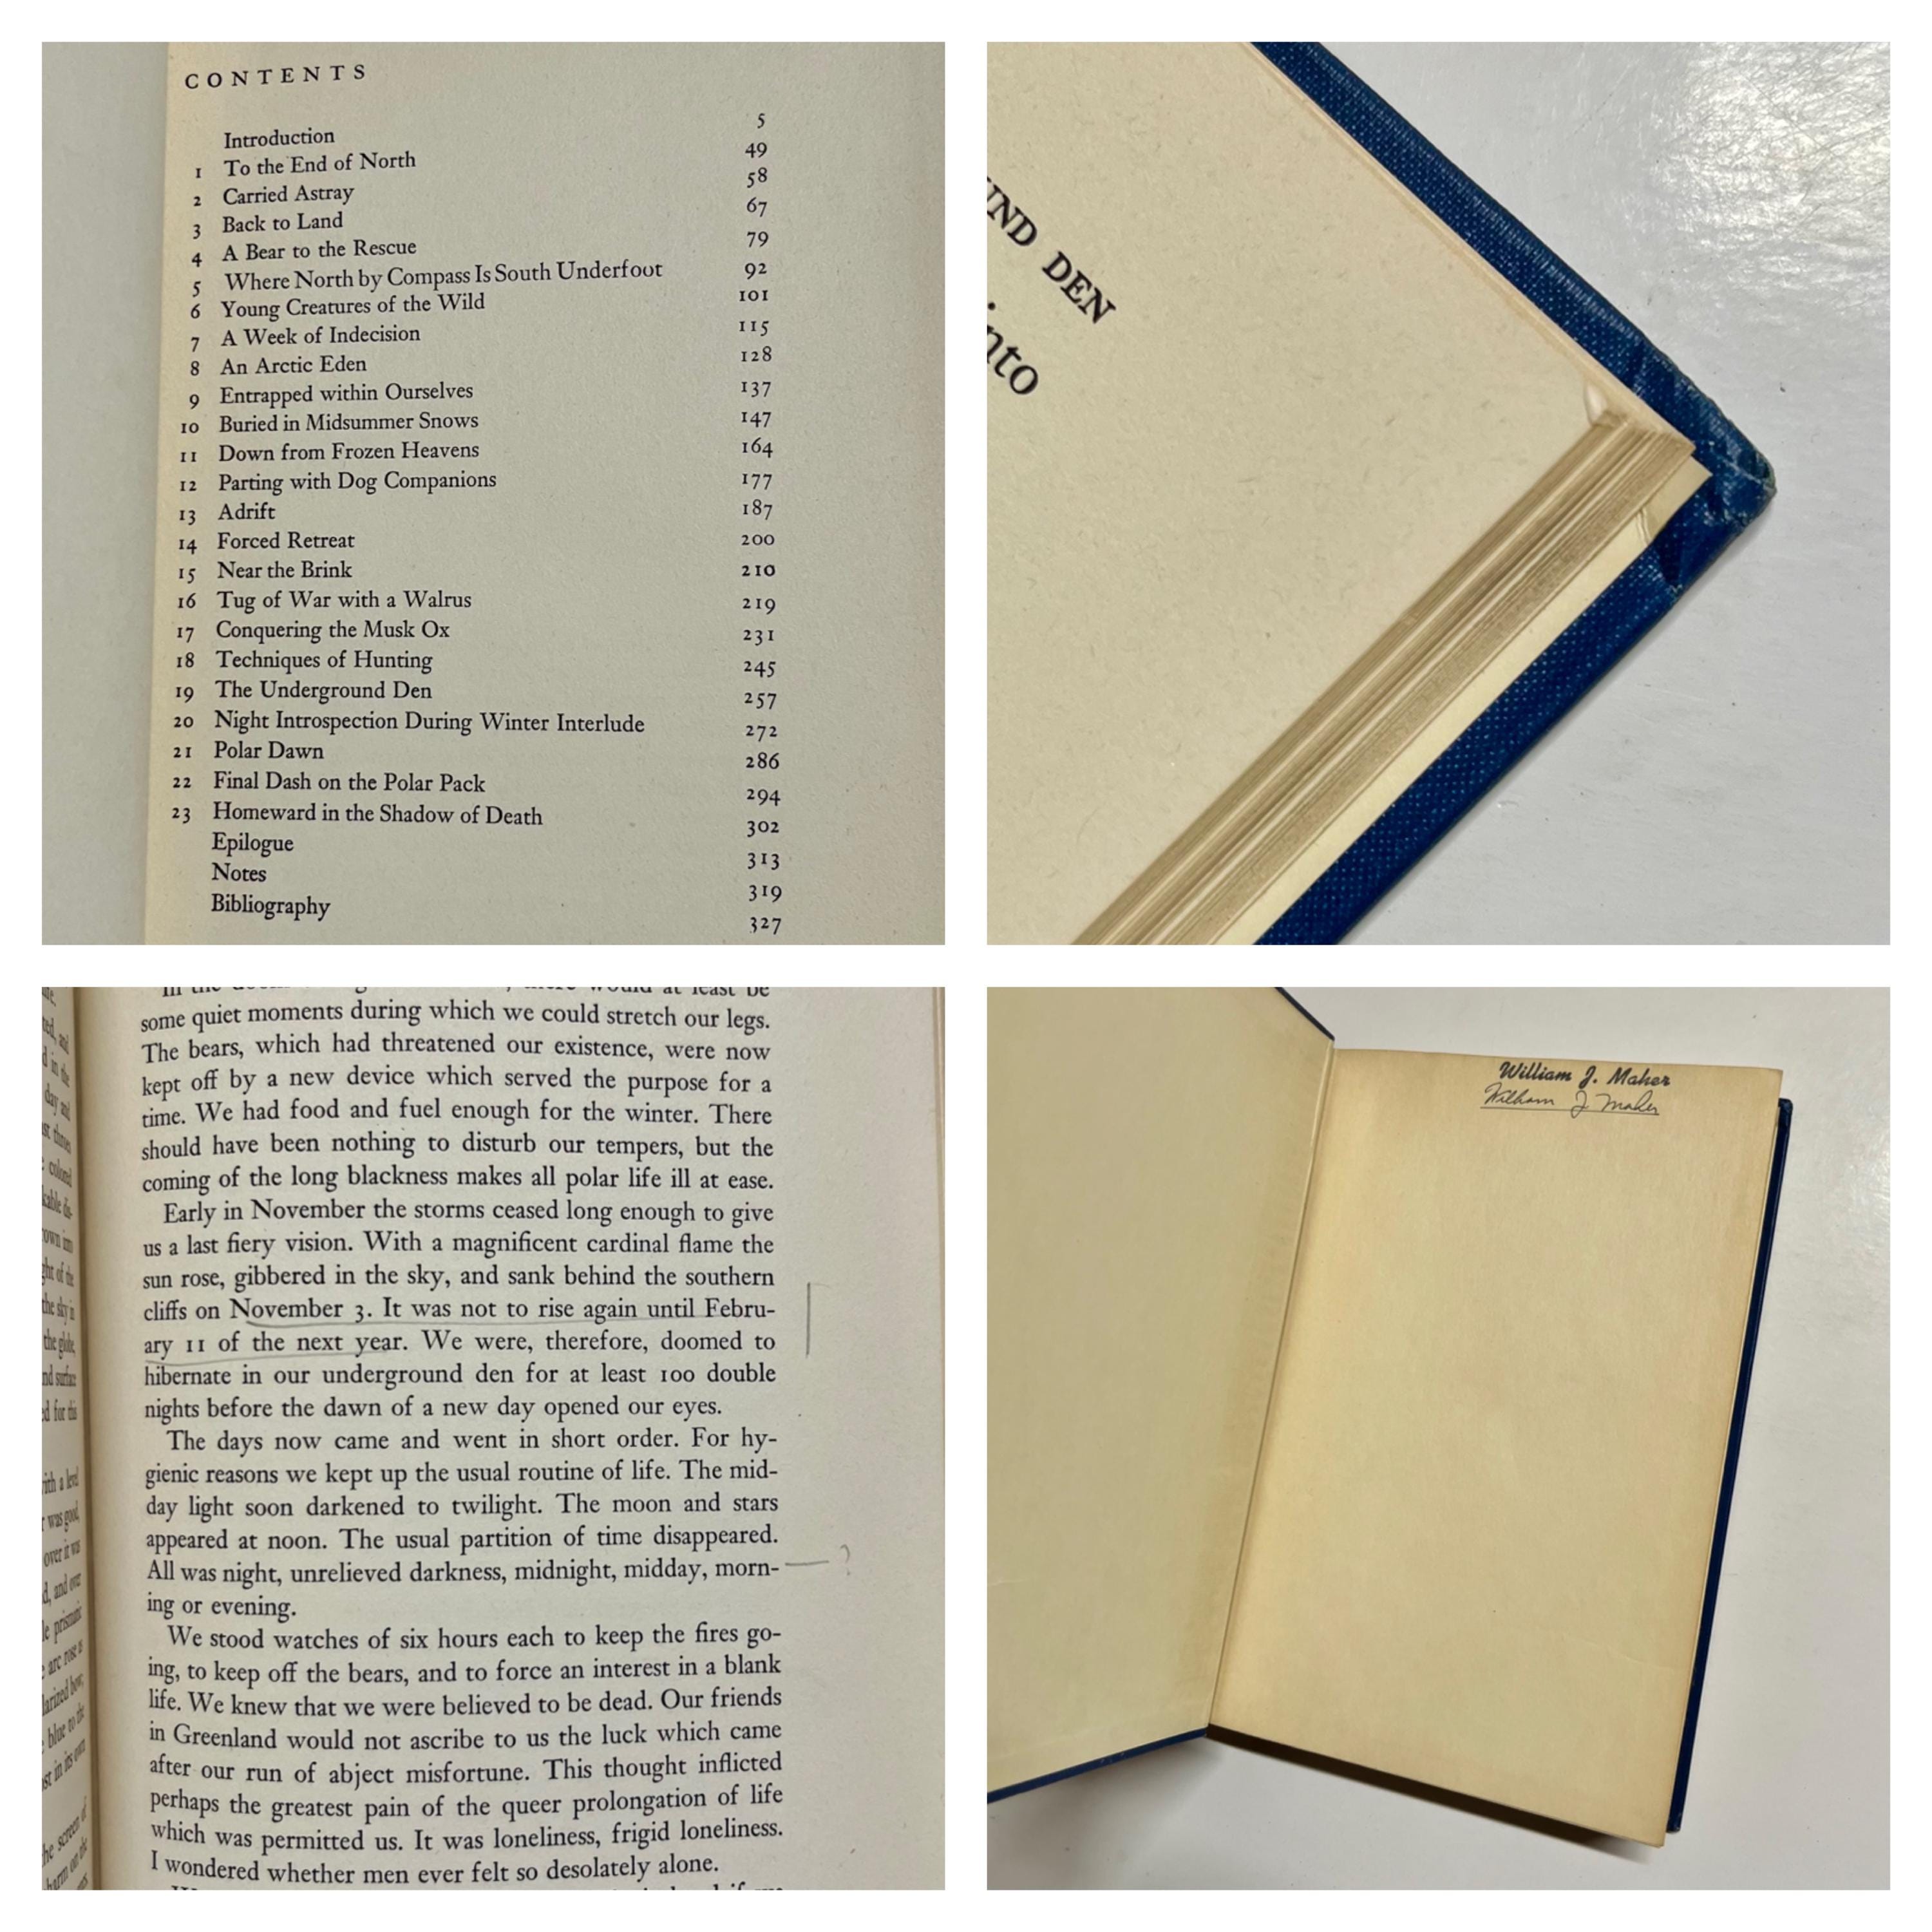 CONTENTS
Introduction 5
1 To the End of North 49
2 Carried Astray 58
3 Back to Land 67
4 A Bear to the Rescue 79
5 Where North by Compass Is South Underfoot 92
6 Young Creatures of the Wild 101
7 A Week of Indecision 115
8 An Arctic Eden 128
9 Entrapped within Ourselves 137
10 Buried in Midsummer Snows 147
11 Down from Frozen Heavens 164
12 Parting with Dog Companions 177
13 Adrift 187
14 Forced Retreat 200
15 Near the Brink 210
16 Tug of War with a Walrus 219
17 Conquering the Musk Ox 231
18 Techniques of Hunting 245
19 The Underground Den 257
20 Night Introspection During Winter Interlude 272
21 Polar Dawn 286
22 Final Dash on the Polar Pack 294
23 Homeward in the Shadow of Death 302
Epilogue 313
Notes 319
Bibliography 327
UND DEN
nto
would at least be
some quiet moments during which we could stretch our legs.
The bears, which had threatened our existence, were now
kept off by a new device which served the purpose for a
time. We had food and fuel enough for the winter. There
should have been nothing to disturb our tempers, but the
coming of the long blackness makes all polar life ill at ease.
Early in November the storms ceased long enough to give
us a last fiery vision. With a magnificent cardinal flame the
sun rose, gibbered in the sky, and sank behind the southern
cliffs on November 3. It was not to rise again until Febru-
ary 11 of the next year. We were, therefore, doomed to
hibernate in our underground den for at least 100 double
nights before the dawn of a new day opened our eyes.
The days now came and went in short order. For hy-
gienic reasons we kept up the usual routine of life. The mid-
day light soon darkened to twilight. The moon and stars
appeared at noon. The usual partition of time disappeared.
All was night, unrelieved darkness, midnight, midday, morn- ?
ing or evening.
We stood watches of six hours each to keep the fires go-
ing, to keep off the bears, and to force an interest in a blank
life. We knew that we were believed to be dead. Our friends
in Greenland would not ascribe to us the luck which came
after our run of abject misfortune. This thought inflicted
perhaps the greatest pain of the queer prolongation of life
which was permitted us. It was loneliness, frigid loneliness.
I wondered whether men ever felt so desolately alone.
William J. Maher
William J Maher